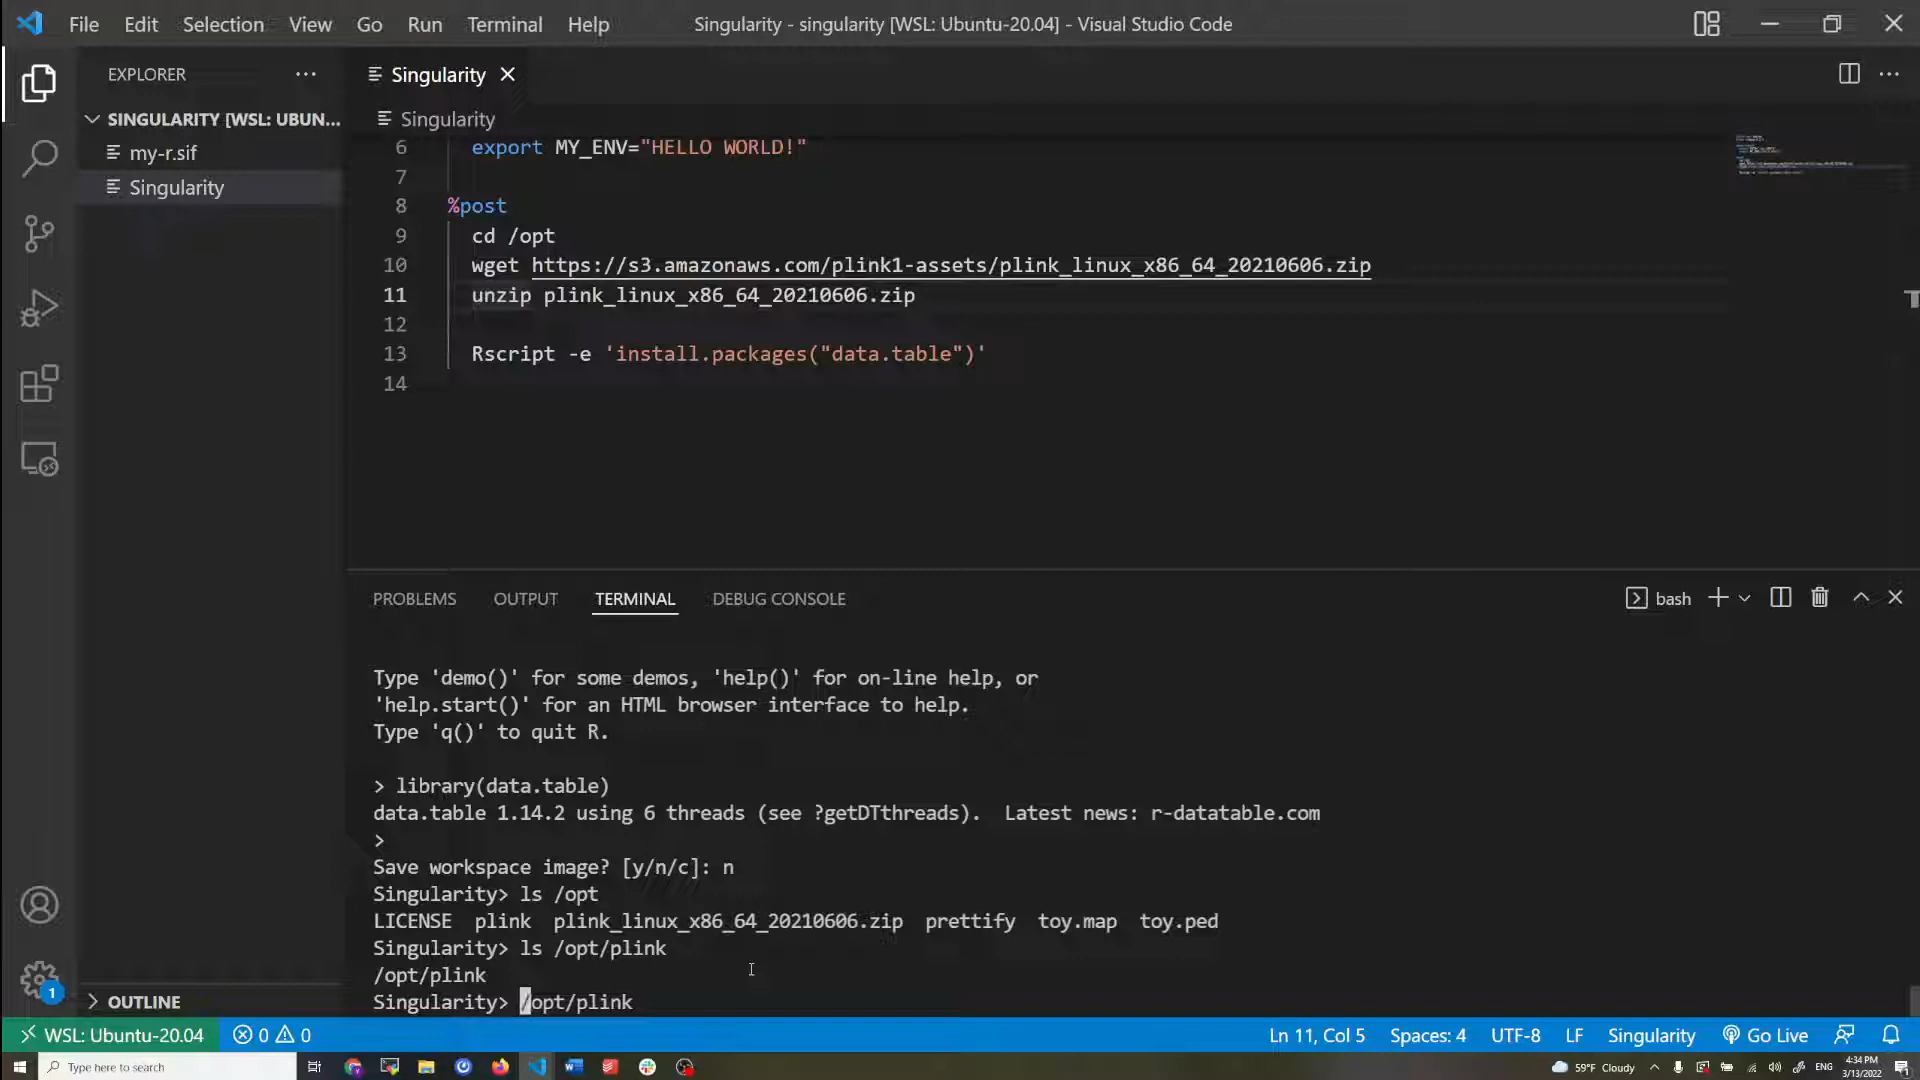 File Edit Selection View Go Run Terminal Help Singularity - singularity [WSL: Ubuntu-20.04] - Visual Studio Code
EXPLORER
Singularity
SINGULARITY [WSL: UBUN...
Singularity
my-r.sif
Singularity
6 export MY_ENV="HELLO WORLD!"
7
8 %post
9 cd /opt
10 wget https://s3.amazonaws.com/plink1-assets/plink_linux_x86_64_20210606.zip
11 unzip plink_linux_x86_64_20210606.zip
12
13 Rscript -e 'install.packages("data.table")'
14
PROBLEMS OUTPUT TERMINAL DEBUG CONSOLE bash
Type 'demo()' for some demos, 'help()' for on-line help, or
'help.start()' for an HTML browser interface to help.
Type 'q()' to quit R.
> library(data.table)
data.table 1.14.2 using 6 threads (see ?getDTthreads).  Latest news: r-datatable.com
>
Save workspace image? [y/n/c]: n
Singularity> ls /opt
LICENSE  plink  plink_linux_x86_64_20210606.zip  prettify  toy.map  toy.ped
Singularity> ls /opt/plink
/opt/plink
Singularity> /opt/plink
1
OUTLINE
WSL: Ubuntu-20.04 0 0 Ln 11, Col 5 Spaces: 4 UTF-8 LF Singularity Go Live
Type here to search
59°F Cloudy ENG 4:34 PM
3/13/2022